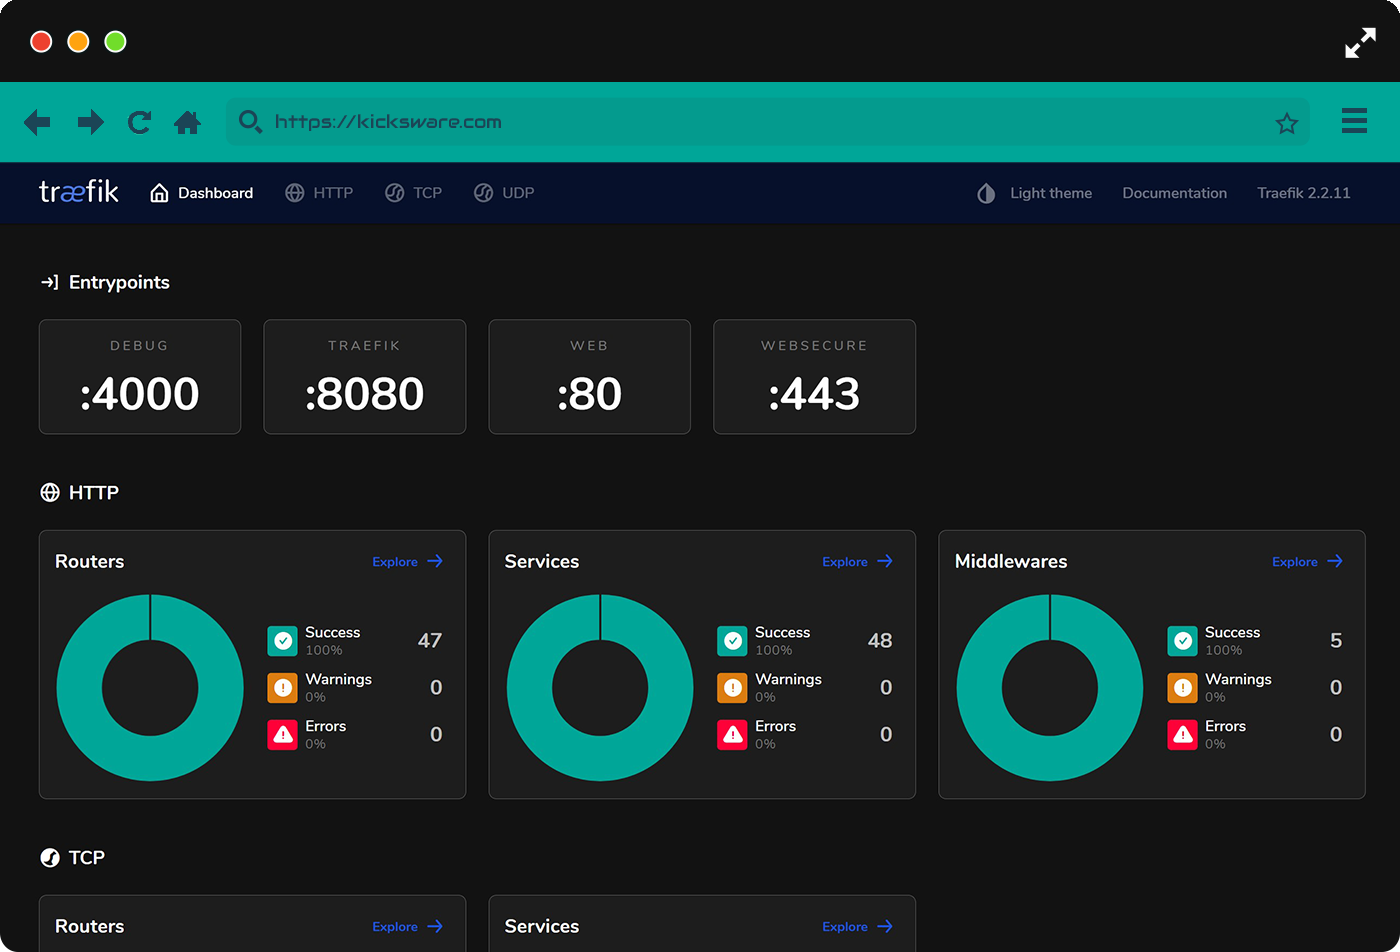 https://kicksware.com
træfik Dashboard HTTP TCP UDP Light theme Documentation Traefik 2.2.11
Entrypoints
DEBUG
:4000
TRAEFIK
:8080
WEB
:80
WEBSECURE
:443
HTTP
Routers Explore
Success 47
100%
Warnings 0
0%
Errors 0
0%
Services Explore
Success 48
100%
Warnings 0
0%
Errors 0
0%
Middlewares Explore
Success 5
100%
Warnings 0
0%
Errors 0
0%
TCP
Routers Explore
Services Explore